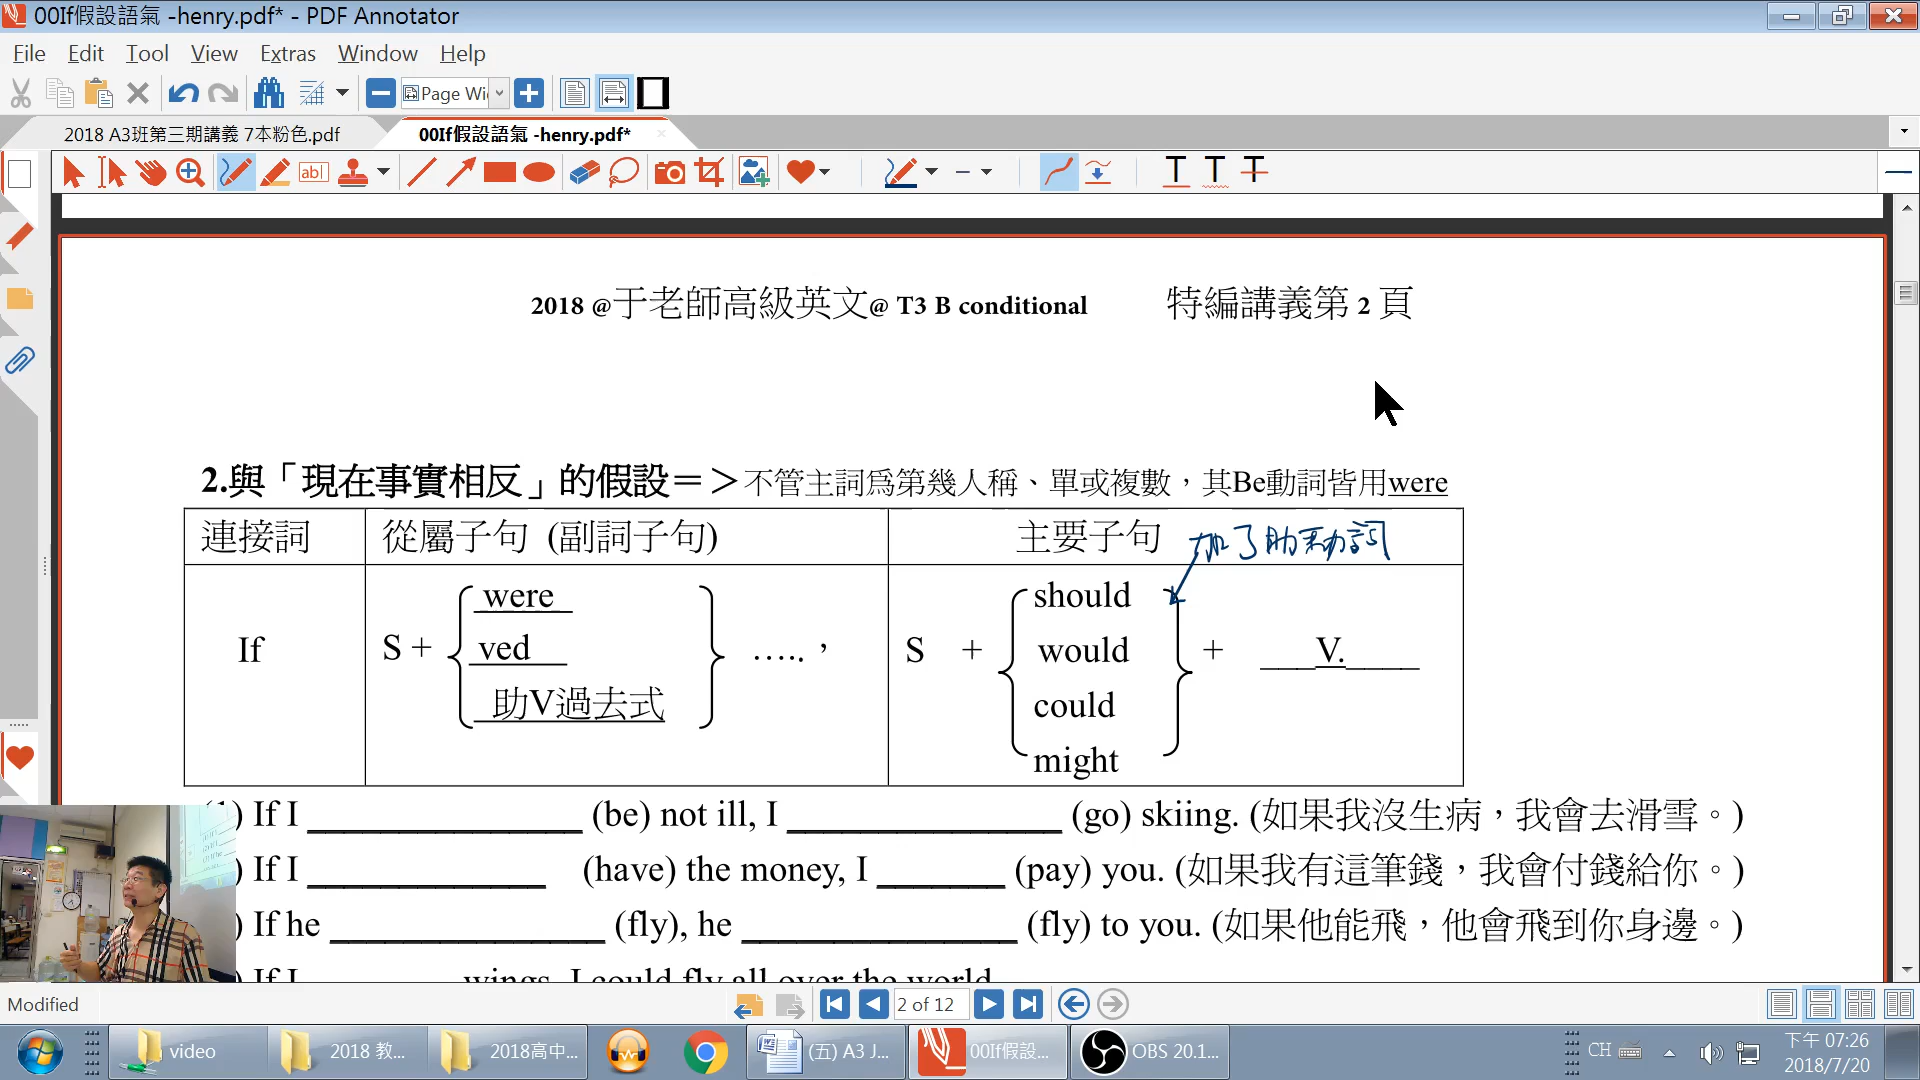 00If假設語氣 -henry.pdf* - PDF Annotator
File Edit Tool View Extras Window Help
Page Wi
2018 A3班第三期講義 7本粉色.pdf
00If假設語氣 -henry.pdf*
2018 @于老師高級英文@ T3 B conditional 特編講義第 2 頁
2.與「現在事實相反」的假設＝＞不管主詞爲第幾人稱、單或複數，其Be動詞皆用were
連接詞 從屬子句 (副詞子句) 主要子句 加了助動詞
If S + were ved 助V過去式 …..， S + should would could might + V.
) If I (be) not ill, I (go) skiing. (如果我沒生病，我會去滑雪。)
) If I (have) the money, I (pay) you. (如果我有這筆錢，我會付錢給你。)
) If he (fly), he (fly) to you. (如果他能飛，他會飛到你身邊。)
) If I wings, I could fly all over the world
Modified
2 of 12
video
2018 教...
2018高中...
(五) A3 J...
00If假設...
OBS 20.1...
CH
下午 07:26
2018/7/20